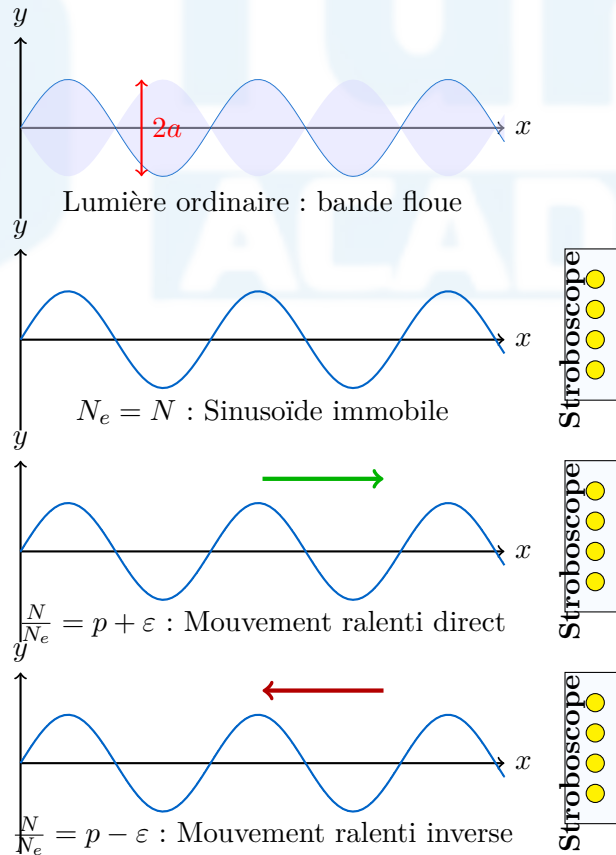 y
2a
x
Lumière ordinaire : bande floue
y
x
Stroboscope
N_e = N : Sinusoïde immobile
y
x
Stroboscope
N/N_e = p + ε : Mouvement ralenti direct
y
x
Stroboscope
N/N_e = p − ε : Mouvement ralenti inverse
ACAD